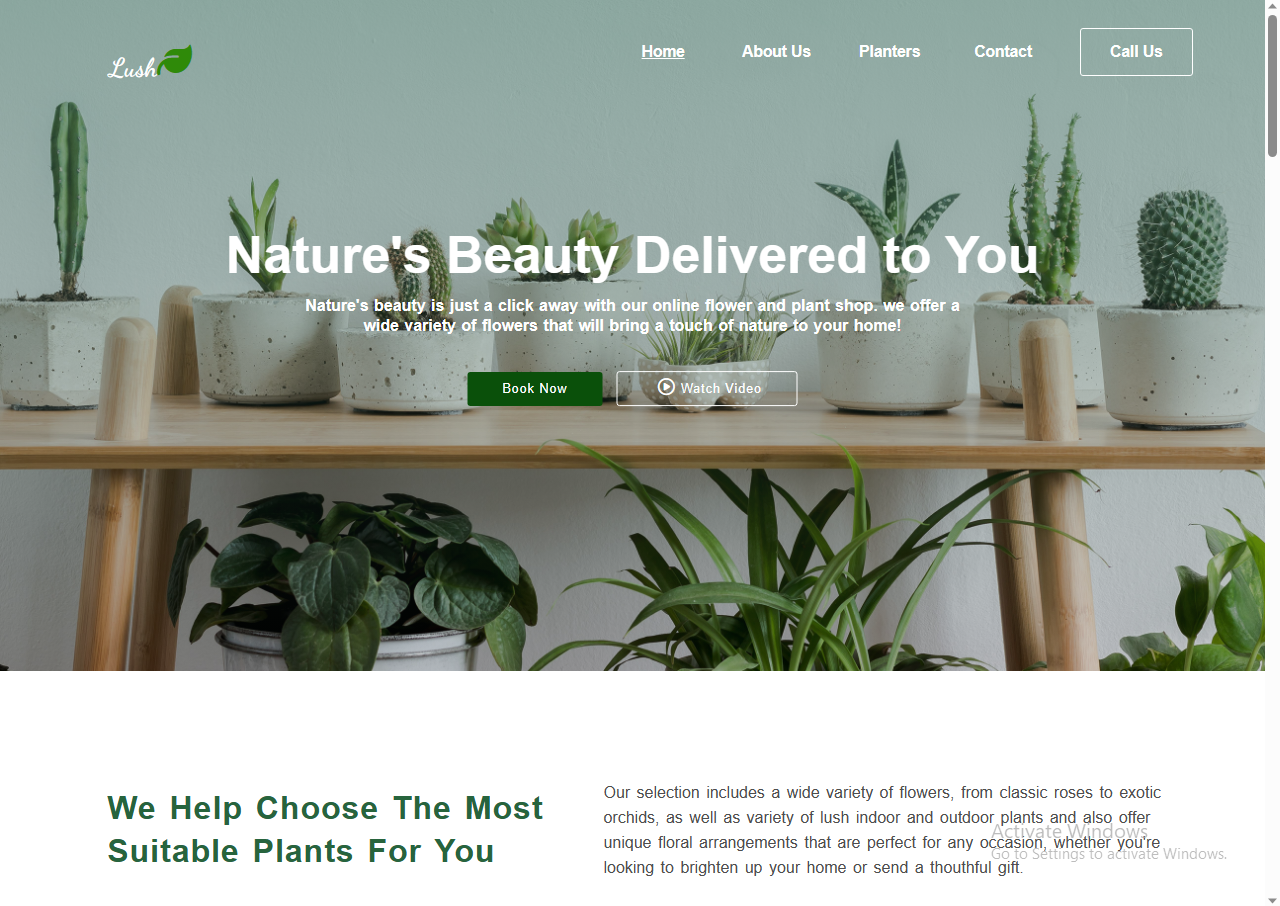 Lush
Home About Us Planters Contact Call Us
Nature's Beauty Delivered to You
Nature's beauty is just a click away with our online flower and plant shop. we offer a
wide variety of flowers that will bring a touch of nature to your home!
Book Now Watch Video
We Help Choose The Most
Suitable Plants For You
Our selection includes a wide variety of flowers, from classic roses to exotic
orchids, as well as variety of lush indoor and outdoor plants and also offer
unique floral arrangements that are perfect for any occasion, whether you're
looking to brighten up your home or send a thouthful gift.
Activate Windows
Go to Settings to activate Windows.